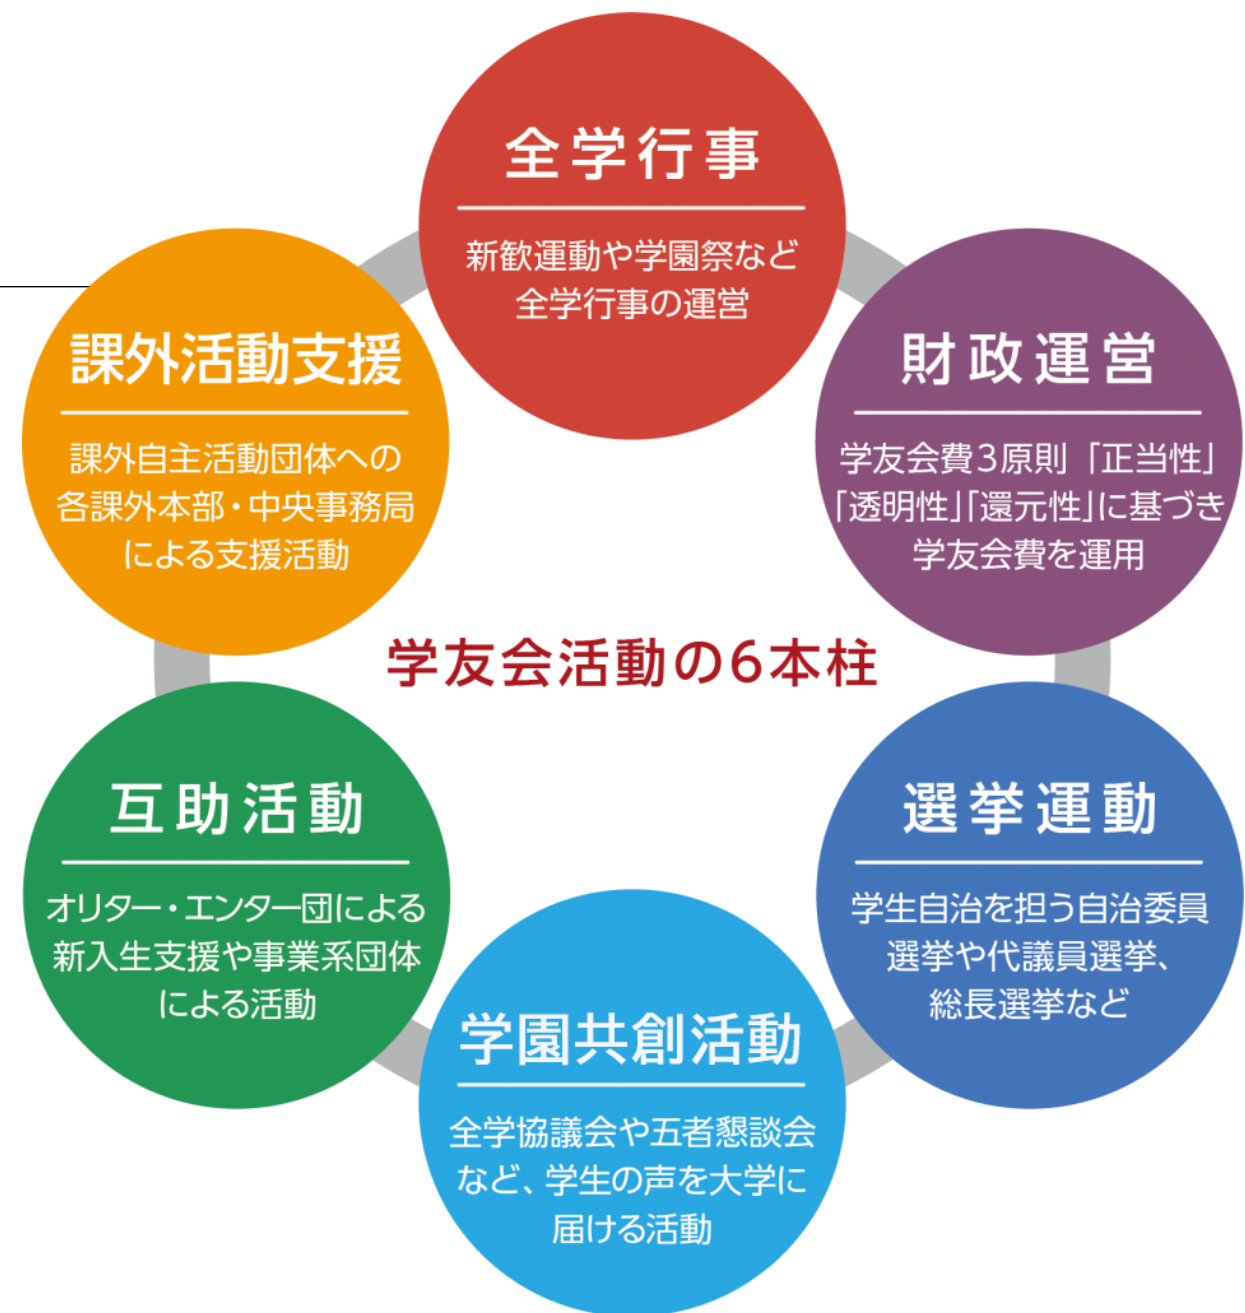 全学行事
新歓運動や学園祭など
全学行事の運営
財政運営
学友会費3原則「正当性」
「透明性」「還元性」に基づき
学友会費を運用
選挙運動
学生自治を担う自治委員
選挙や代議員選挙、
総長選挙など
学園共創活動
全学協議会や五者懇談会
など、学生の声を大学に
届ける活動
互助活動
オリター・エンター団による
新入生支援や事業系団体
による活動
課外活動支援
課外自主活動団体への
各課外本部・中央事務局
による支援活動
学友会活動の6本柱